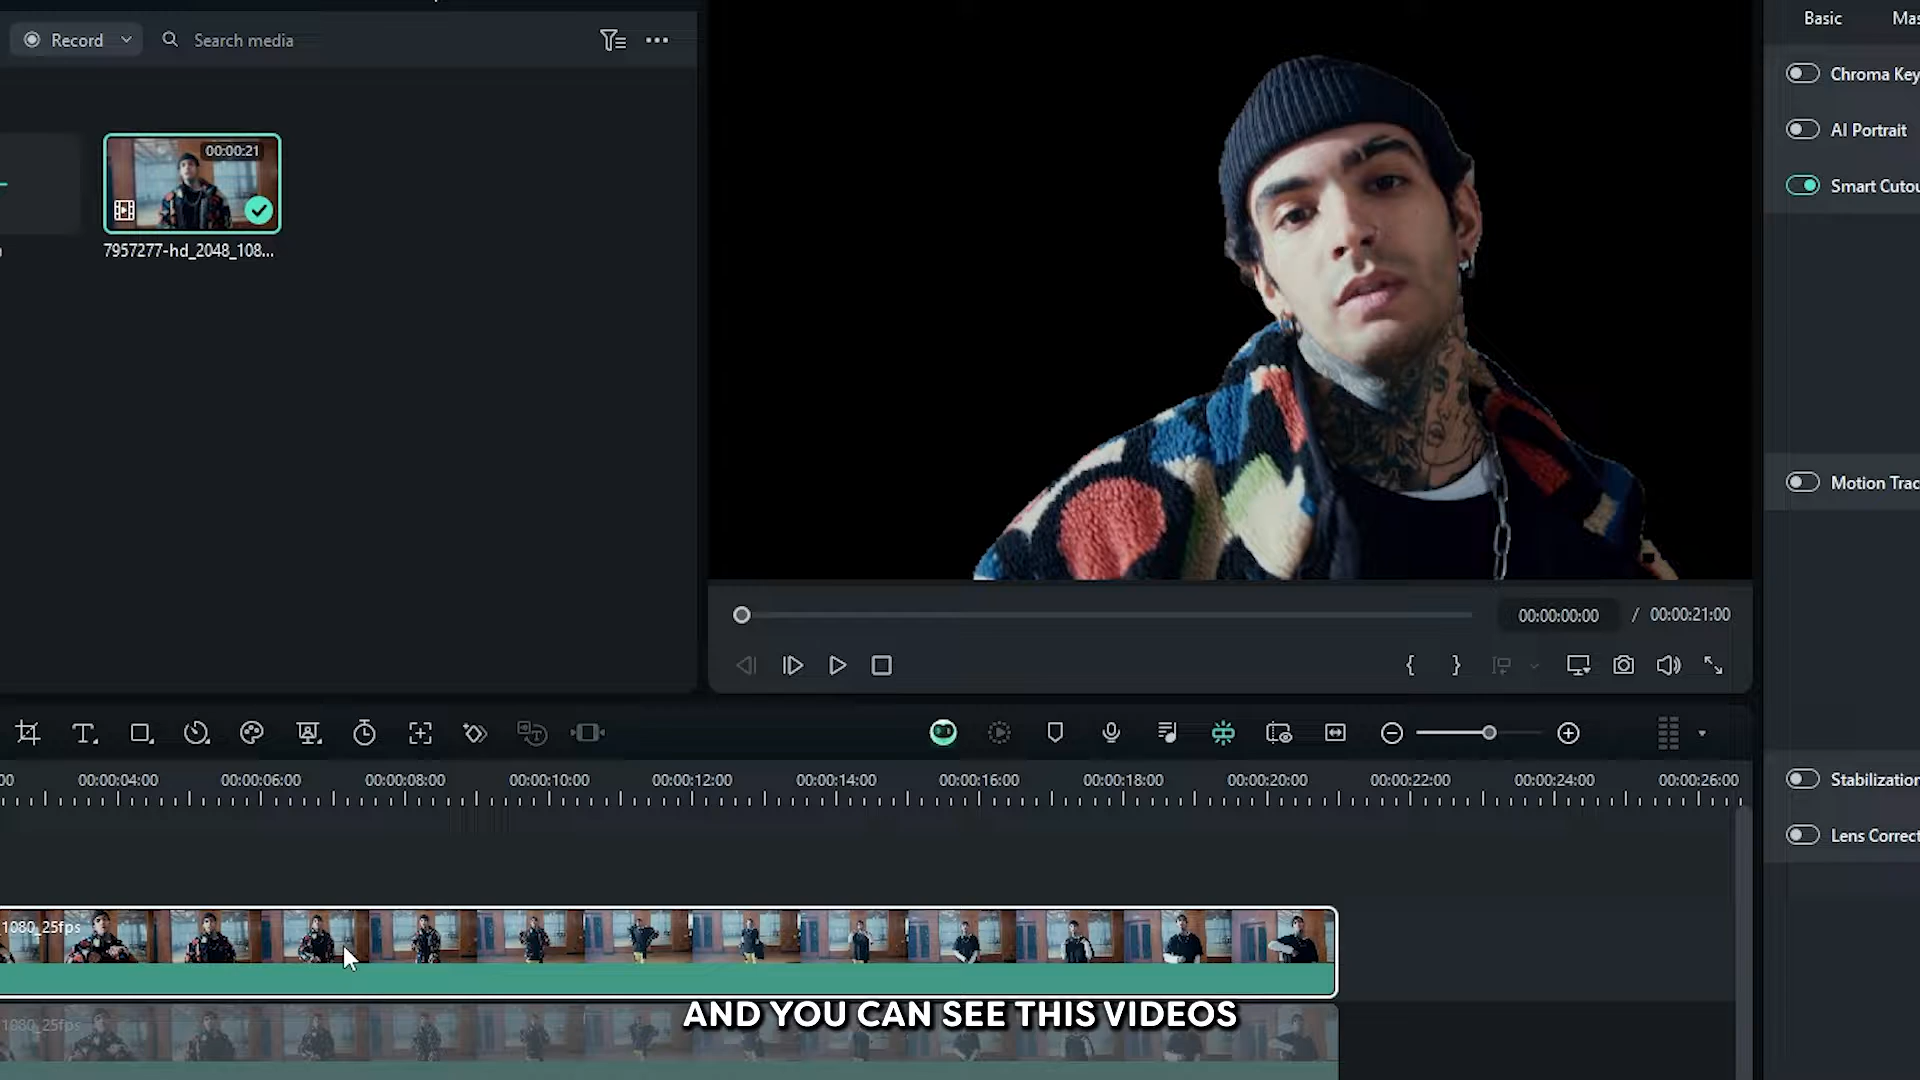 Record
Search media
Basic
Mas
Chroma Key
AI Portrait
Smart Cutou
00:00:21
7957277-hd_2048_108...
Motion Trac
00:00:00:00 / 00:00:21:00
00
00:00:04:00
00:00:06:00
00:00:08:00
00:00:10:00
00:00:12:00
00:00:14:00
00:00:16:00
00:00:18:00
00:00:20:00
00:00:22:00
00:00:24:00
00:00:26:00
Stabilization
Lens Correct
1080_25fps
AND YOU CAN SEE THIS VIDEOS
1080_25fps